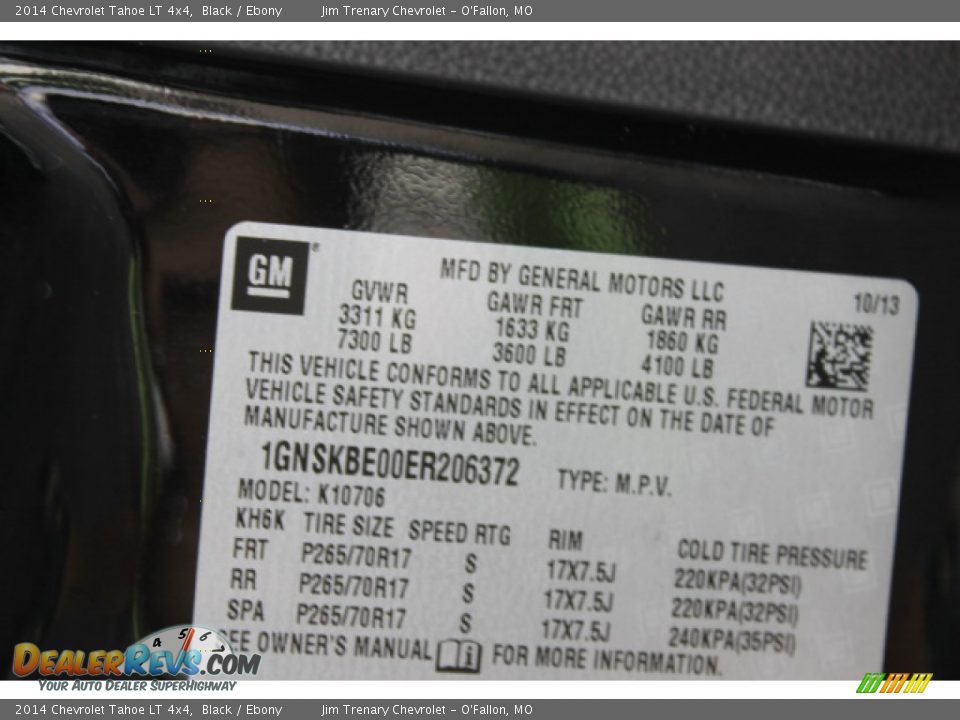 2014 Chevrolet Tahoe LT 4x4, Black / Ebony Jim Trenary Chevrolet - O'Fallon, MO
GM®
MFD BY GENERAL MOTORS LLC
10/13
GVWR GAWR FRT GAWR RR
3311 KG 1633 KG 1860 KG
7300 LB 3600 LB 4100 LB
THIS VEHICLE CONFORMS TO ALL APPLICABLE U.S. FEDERAL MOTOR
VEHICLE SAFETY STANDARDS IN EFFECT ON THE DATE OF
MANUFACTURE SHOWN ABOVE.
1GNSKBE00ER206372 TYPE: M.P.V.
MODEL: K10706
KH6K TIRE SIZE SPEED RTG RIM COLD TIRE PRESSURE
FRT P265/70R17 S 17X7.5J 220KPA(32PSI)
RR P265/70R17 S 17X7.5J 220KPA(32PSI)
SPA P265/70R17 S 17X7.5J 240KPA(35PSI)
SEE OWNER'S MANUAL i FOR MORE INFORMATION.
4 5 6
DEALERREVS.COM
YOUR AUTO DEALER SUPERHIGHWAY
2014 Chevrolet Tahoe LT 4x4, Black / Ebony Jim Trenary Chevrolet - O'Fallon, MO